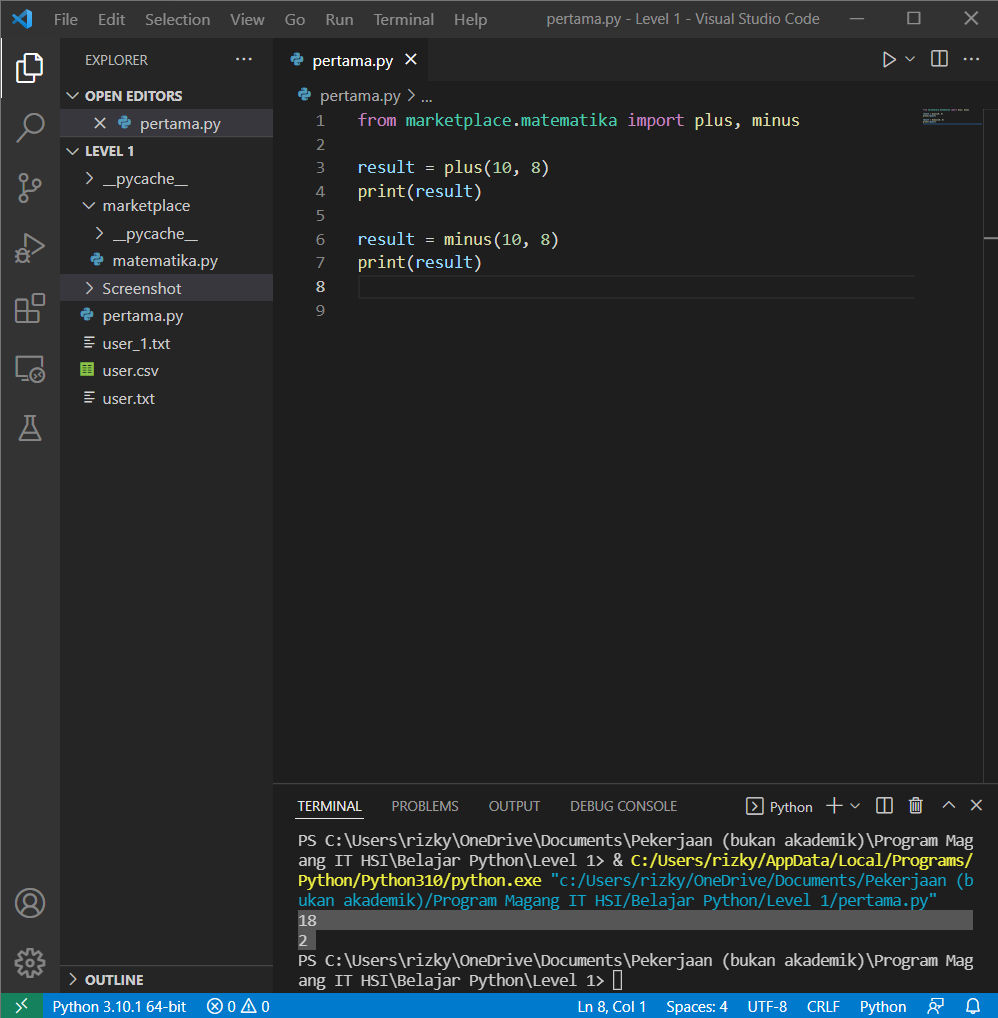 File Edit Selection View Go Run Terminal Help pertama.py - Level 1 - Visual Studio Code
EXPLORER
OPEN EDITORS
pertama.py
LEVEL 1
__pycache__
marketplace
__pycache__
matematika.py
Screenshot
pertama.py
user_1.txt
user.csv
user.txt
OUTLINE
pertama.py
pertama.py > ...
1 from marketplace.matematika import plus, minus
2
3 result = plus(10, 8)
4 print(result)
5
6 result = minus(10, 8)
7 print(result)
8
9
TERMINAL PROBLEMS OUTPUT DEBUG CONSOLE Python
PS C:\Users\rizky\OneDrive\Documents\Pekerjaan (bukan akademik)\Program Mag
ang IT HSI\Belajar Python\Level 1> & C:/Users/rizky/AppData/Local/Programs/
Python/Python310/python.exe "c:/Users/rizky/OneDrive/Documents/Pekerjaan (b
ukan akademik)/Program Magang IT HSI/Belajar Python/Level 1/pertama.py"
18
2
PS C:\Users\rizky\OneDrive\Documents\Pekerjaan (bukan akademik)\Program Mag
ang IT HSI\Belajar Python\Level 1>
Python 3.10.1 64-bit 0 0 Ln 8, Col 1 Spaces: 4 UTF-8 CRLF Python